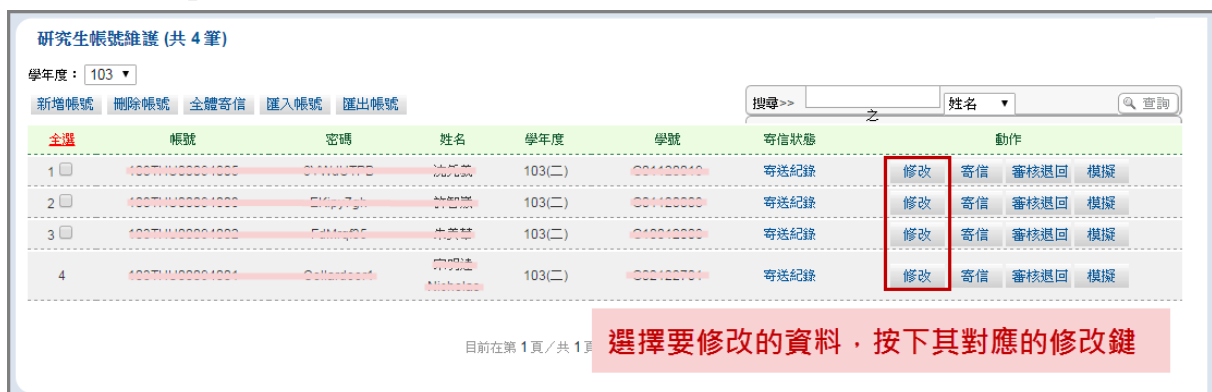 研究生帳號維護 (共 4 筆)
學年度： 103
新增帳號 刪除帳號 全體寄信 匯入帳號 匯出帳號 搜尋>> 之 姓名 查詢
全選 帳號 密碼 姓名 學年度 學號 寄信狀態 動作
1 103(二) 寄送紀錄 修改 寄信 審核退回 模擬
2 103(二) 寄送紀錄 修改 寄信 審核退回 模擬
3 103(二) 寄送紀錄 修改 寄信 審核退回 模擬
4 103(二) 寄送紀錄 修改 寄信 審核退回 模擬
目前在第 1 頁／共 1
選擇要修改的資料，按下其對應的修改鍵